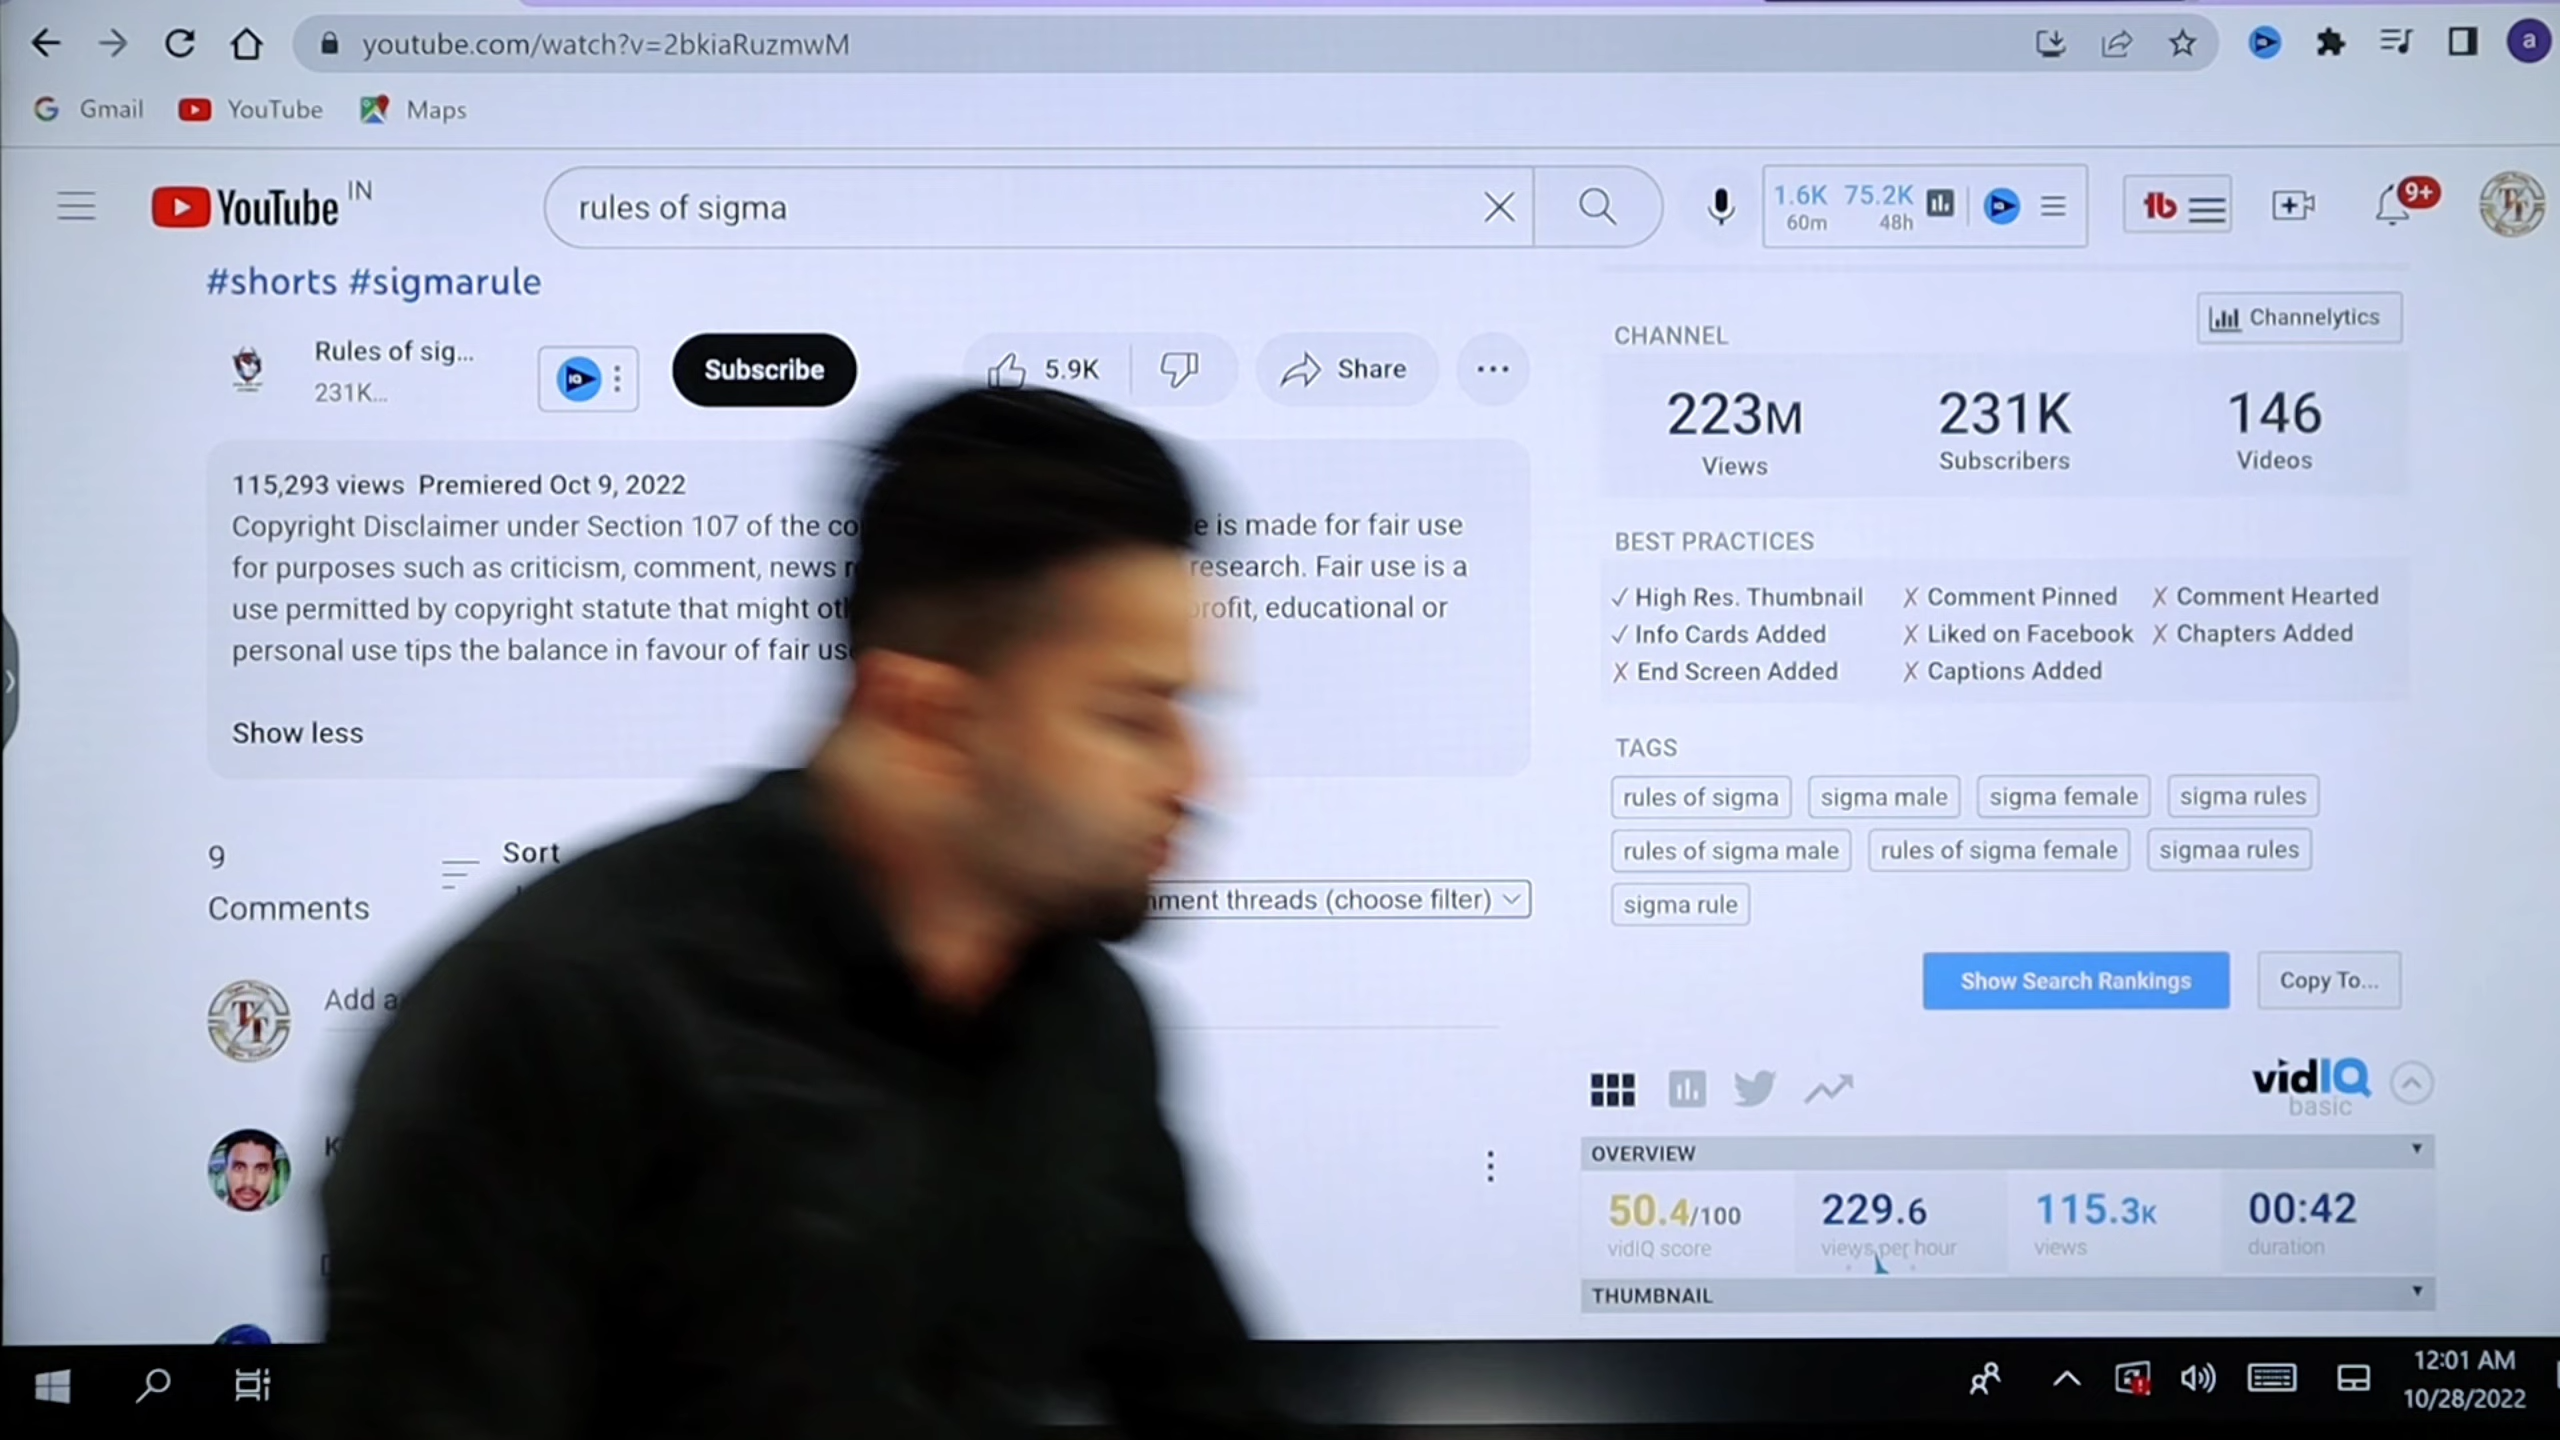 youtube.com/watch?v=2bkiaRuzmwM
Gmail YouTube Maps
YouTube IN
rules of sigma
1.6K 75.2K
60m 48h
9+
a
#shorts #sigmarule
Rules of sig...
231K...
Subscribe
5.9K
Share
115,293 views Premiered Oct 9, 2022
Copyright Disclaimer under Section 107 of the is made for fair use
for purposes such as criticism, comment, news research. Fair use is a
use permitted by copyright statute that might educational or
personal use tips the balance in favour of fair
Show less
9
Comments
Sort
threads (choose filter)
Add
CHANNEL
Channelytics
223M 231K 146
Views Subscribers Videos
BEST PRACTICES
✓ High Res. Thumbnail X Comment Pinned X Comment Hearted
✓ Info Cards Added X Liked on Facebook X Chapters Added
X End Screen Added X Captions Added
TAGS
rules of sigma sigma male sigma female sigma rules
rules of sigma male rules of sigma female sigmaa rules
sigma rule
Show Search Rankings Copy To...
vidIQ
basic
OVERVIEW
50.4/100 229.6 115.3K 00:42
vidIQ score views per hour views duration
THUMBNAIL
12:01 AM
10/28/2022